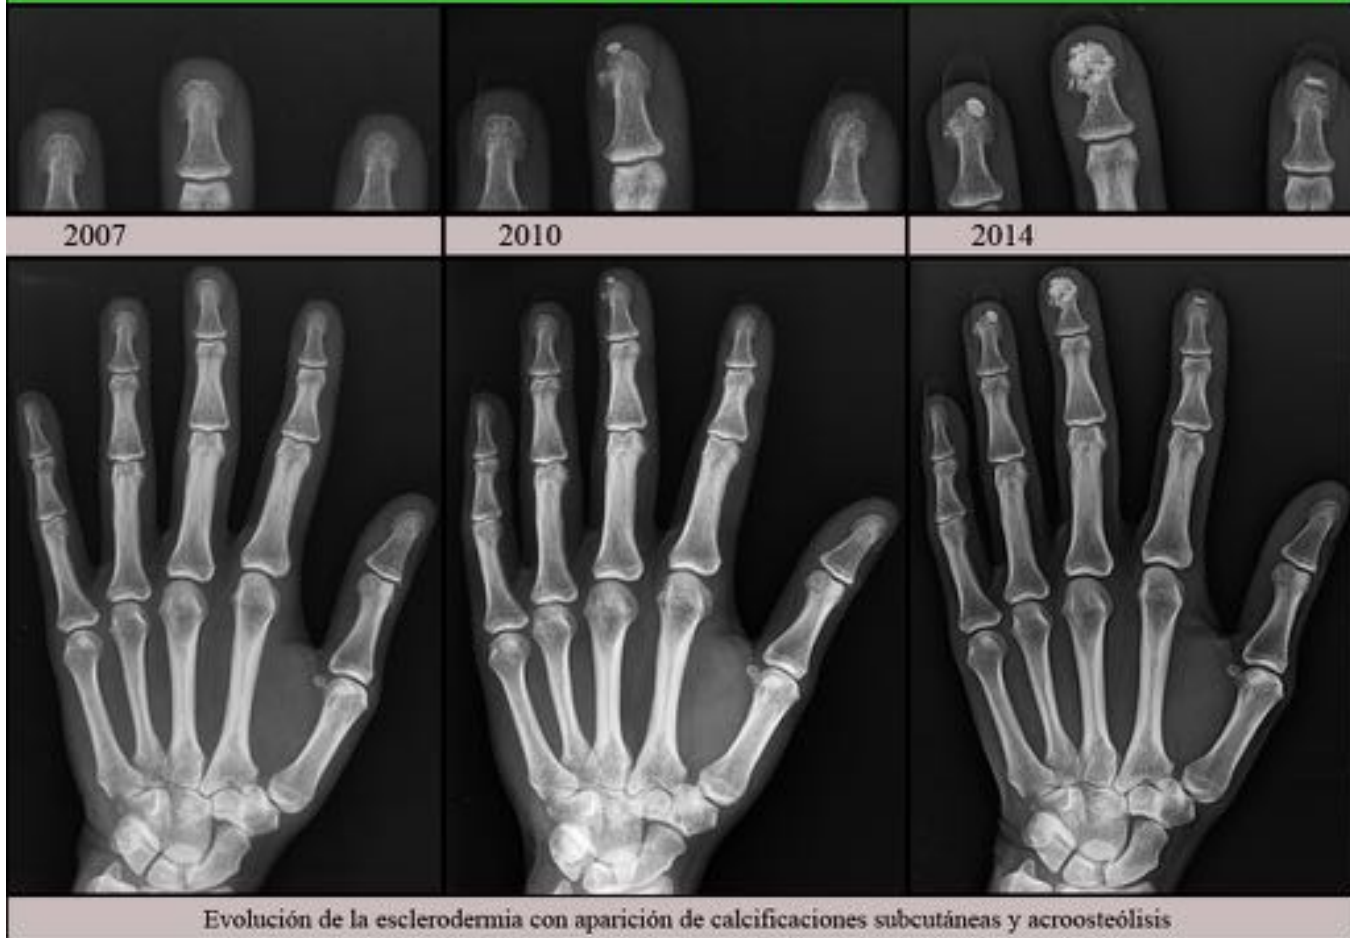 2007
2010
2014
Evolución de la esclerodermia con aparición de calcificaciones subcutáneas y acroosteólisis